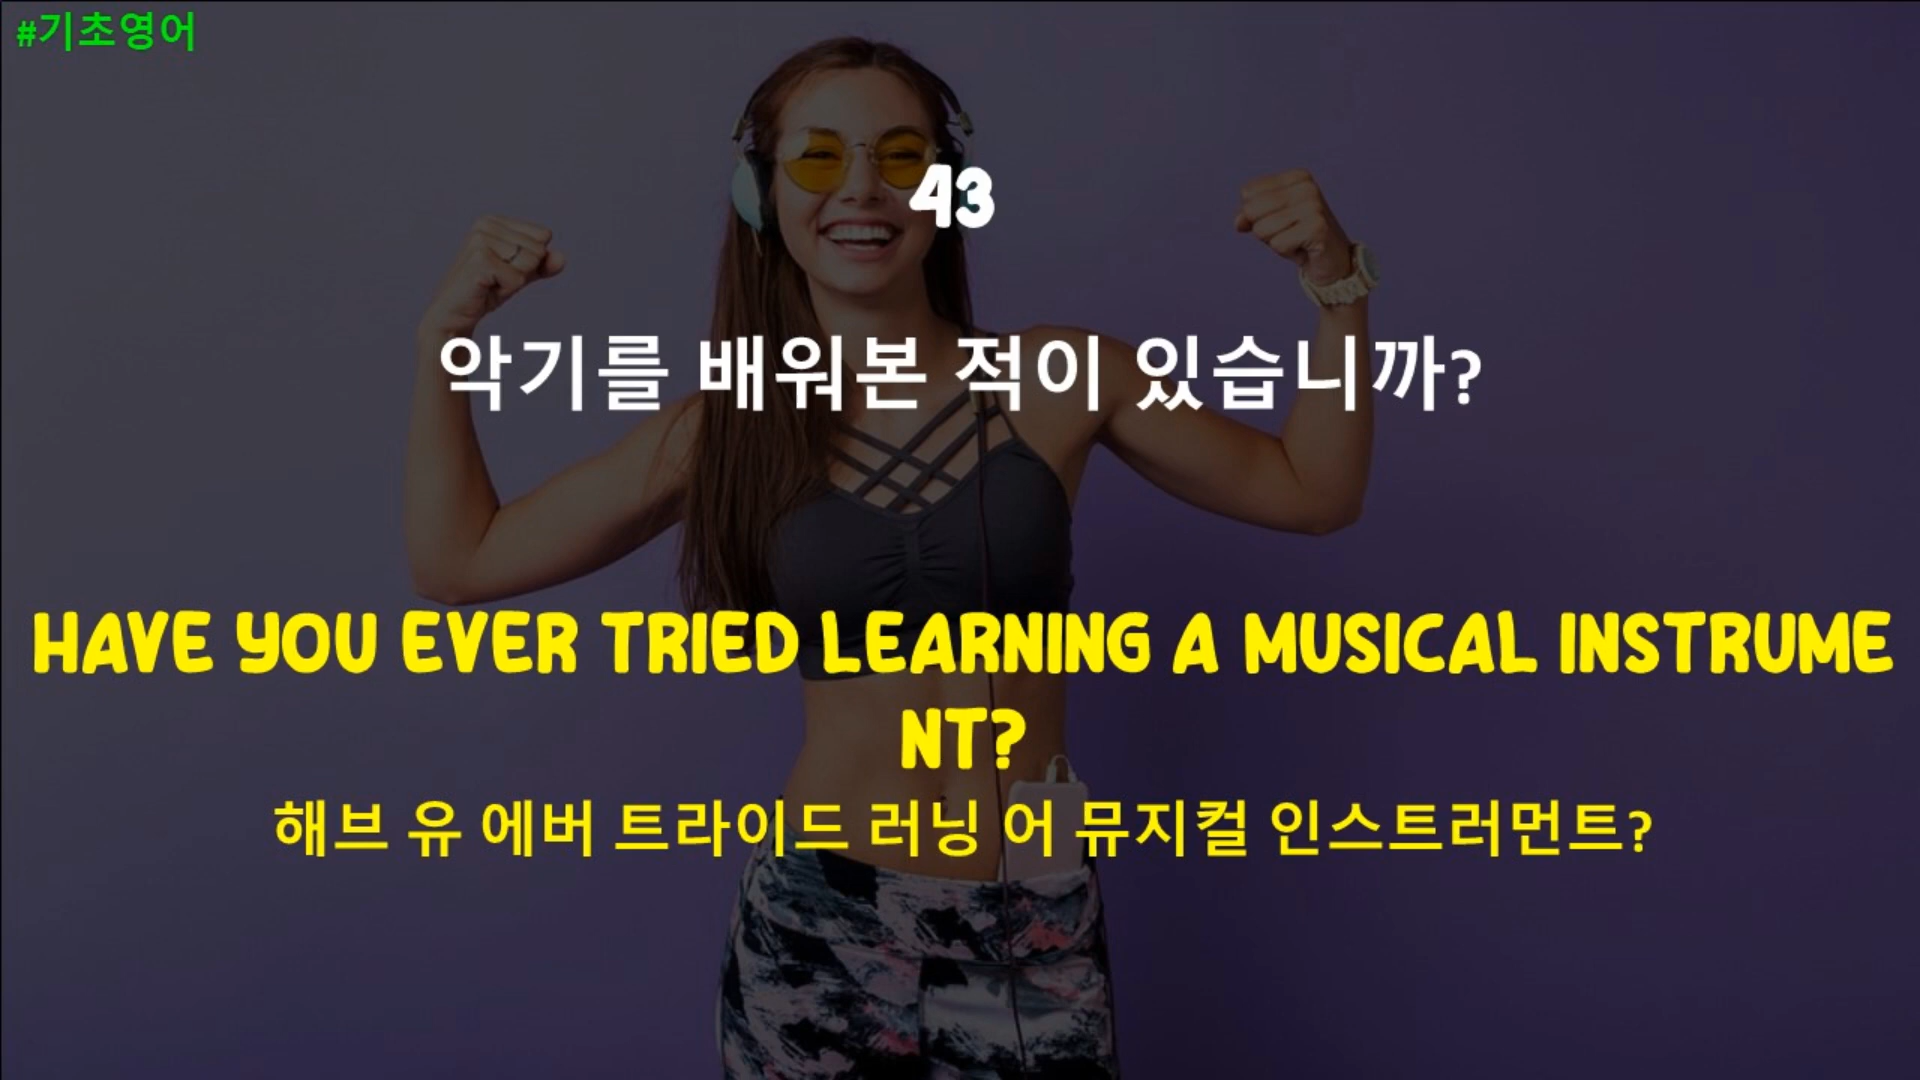 #기초영어
43
악기를 배워본 적이 있습니까?
HAVE YOU EVER TRIED LEARNING A MUSICAL INSTRUME
NT?
해브 유 에버 트라이드 러닝 어 뮤지컬 인스트러먼트?